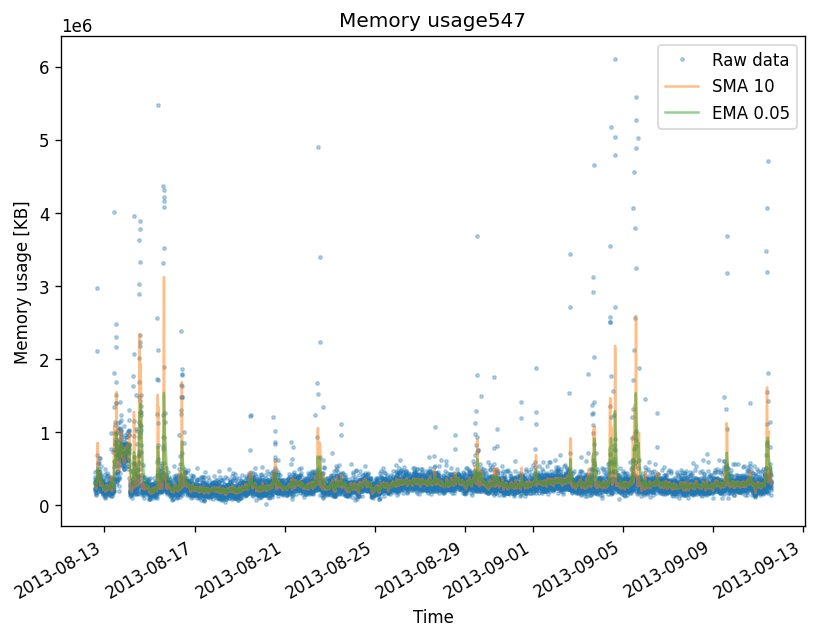 Memory usage547
1e6
Raw data
SMA 10
EMA 0.05
6
5
4
3
2
1
0
Memory usage [KB]
2013-08-13
2013-08-17
2013-08-21
2013-08-25
2013-08-29
2013-09-01
2013-09-05
2013-09-09
2013-09-13
Time